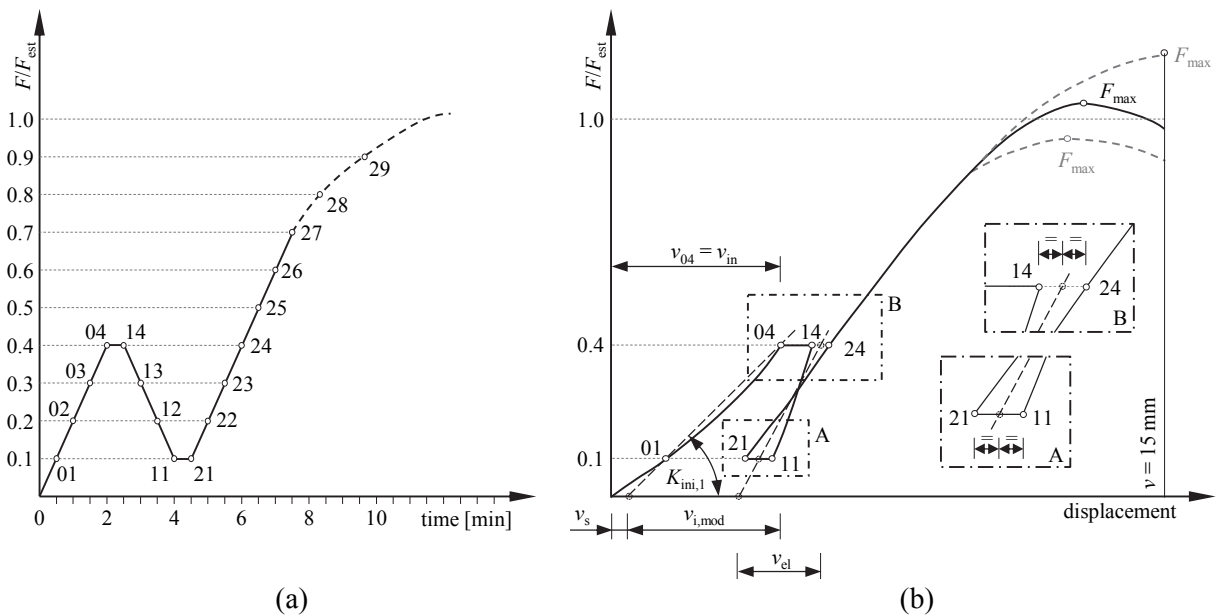 F/Fest
1.0
0.9
0.8
0.7
0.6
0.5
0.4
0.3
0.2
0.1
0 2 4 6 8 10 time [min]
01
02
03
04 14
13
12
11 21
22
23
24
25
26
27
28
29
(a)
F/Fest
1.0
0.4
0.1
Fmax
Fmax
Fmax
v04 = vin
B
04 14 24
01
21 11
A
Kini,1
14 24
B
21 11
= =
A
= =
v = 15 mm
displacement
vs vi,mod
vel
(b)